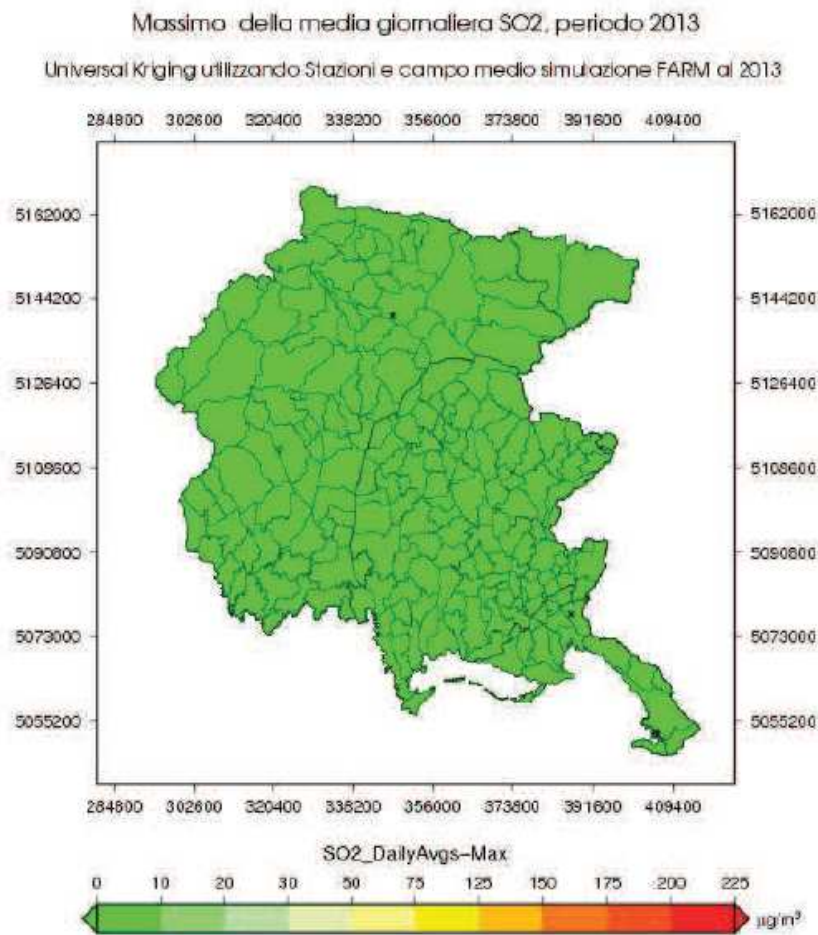 Massimo della media giornaliera SO2, periodo 2013
Universal Kriging utilizzando Stazioni e campo medio simulazione FARM al 2013
284800 302600 320400 338200 356000 373800 391600 409400
5162000 5162000
5144200 5144200
5126400 5126400
5108600 5108600
5090800 5090800
5073000 5073000
5055200 5055200
284800 302600 320400 338200 356000 373800 391600 409400
SO2_DailyAvgs-Max
0 10 20 30 50 75 125 150 175 200 225
µg/m³